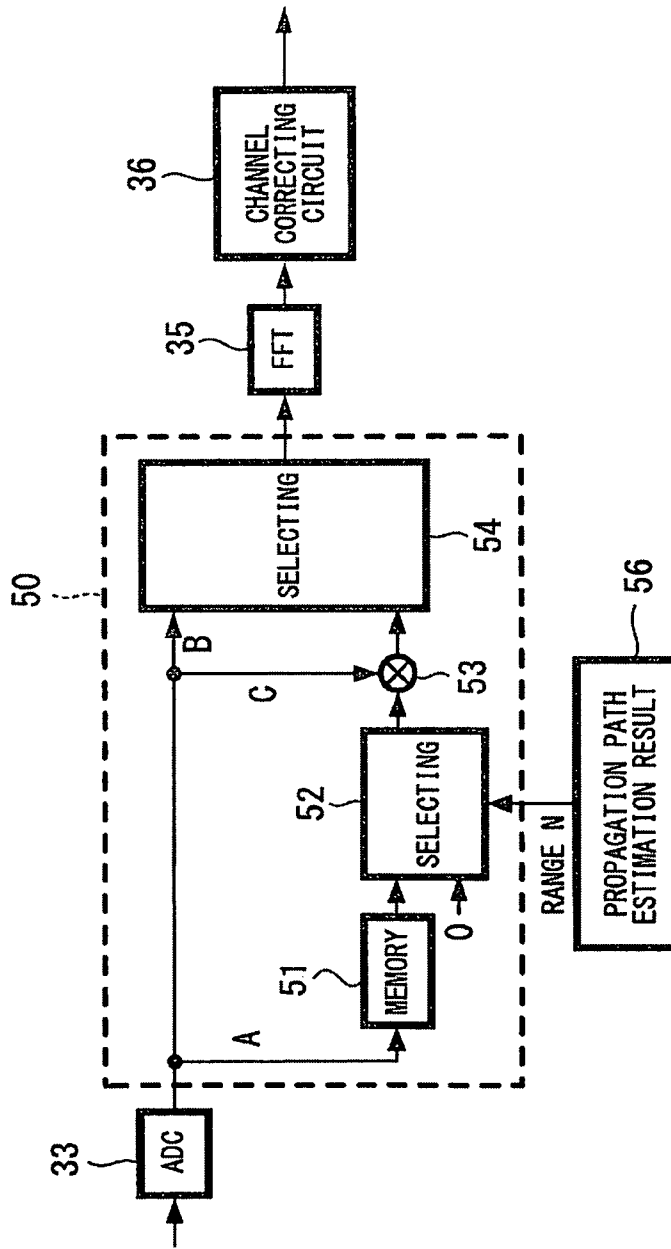 50
33
ADC
A
51
MEMORY
0
52
SELECTING
C
53
B
SELECTING
54
35
FFT
36
CHANNEL
CORRECTING
CIRCUIT
RANGE N
56
PROPAGATION PATH
ESTIMATION RESULT